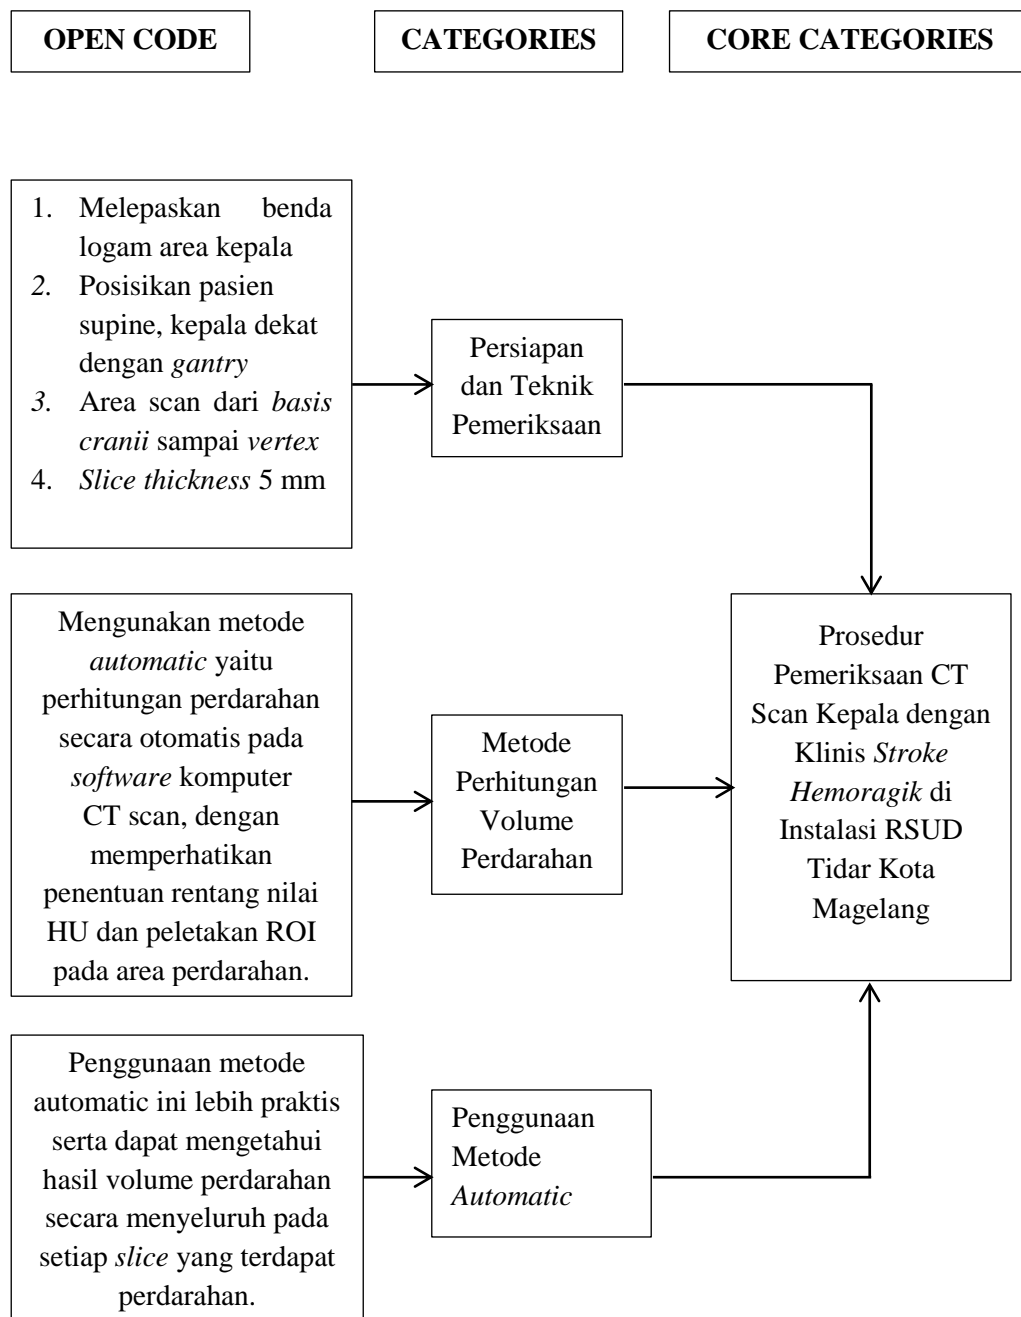 OPEN CODE
CATEGORIES
CORE CATEGORIES
1. Melepaskan benda
logam area kepala
2. Posisikan pasien
supine, kepala dekat
dengan gantry
3. Area scan dari basis
cranii sampai vertex
4. Slice thickness 5 mm
Persiapan
dan Teknik
Pemeriksaan
Mengunakan metode
automatic yaitu
perhitungan perdarahan
secara otomatis pada
software komputer
CT scan, dengan
memperhatikan
penentuan rentang nilai
HU dan peletakan ROI
pada area perdarahan.
Metode
Perhitungan
Volume
Perdarahan
Prosedur
Pemeriksaan CT
Scan Kepala dengan
Klinis Stroke
Hemoragik di
Instalasi RSUD
Tidar Kota
Magelang
Penggunaan metode
automatic ini lebih praktis
serta dapat mengetahui
hasil volume perdarahan
secara menyeluruh pada
setiap slice yang terdapat
perdarahan.
Penggunaan
Metode
Automatic